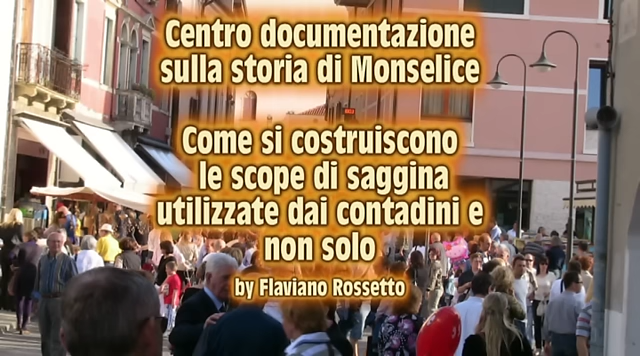 Centro documentazione
sulla storia di Monselice
Come si costruiscono
le scope di saggina
utilizzate dai contadini e
non solo
by Flaviano Rossetto